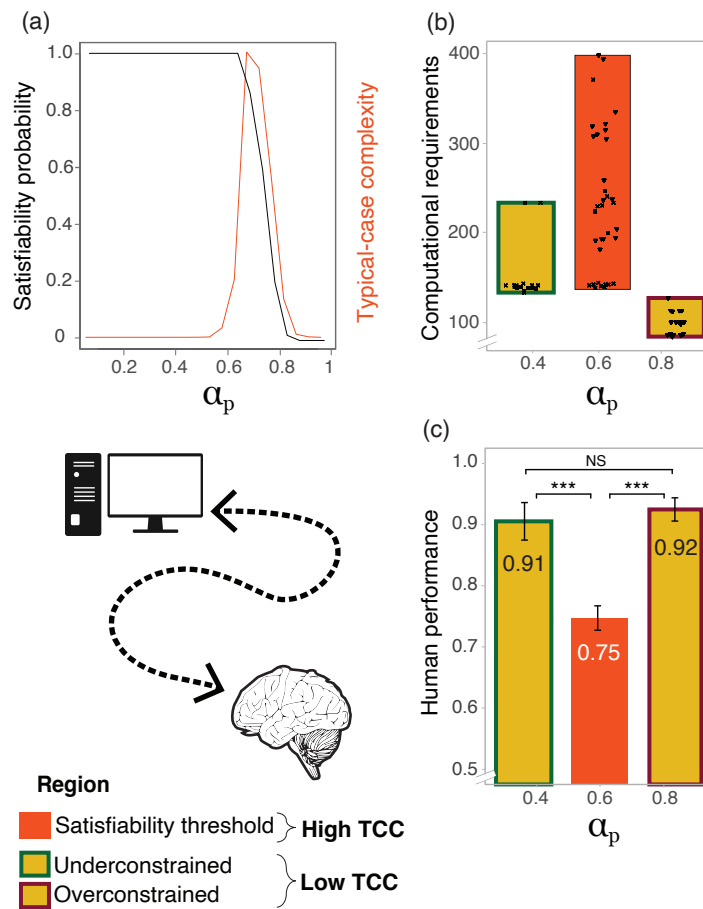 (a)
Satisfiability probability
1.0
0.8
0.6
0.4
0.2
0
0.2
0.4
0.6
0.8
1
αp
Typical-case complexity
(b)
Computational requirements
400
300
200
100
0.4
0.6
0.8
αp
(c)
Human performance
1.0
0.9
0.8
0.7
0.6
0.5
NS
***
***
0.91
0.75
0.92
0.4
0.6
0.8
αp
Region
Satisfiability threshold
High TCC
Underconstrained
Overconstrained
Low TCC